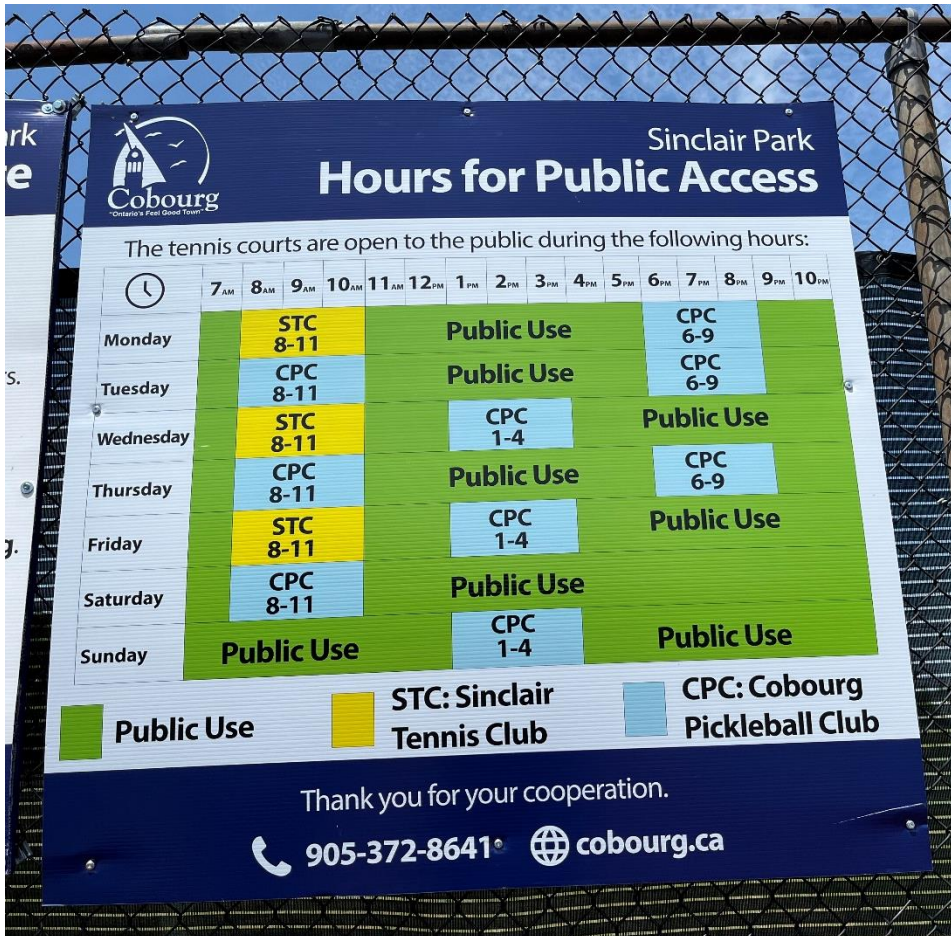 rk
e
s.
g.
Cobourg
"Ontario's Feel Good Town"
Sinclair Park
Hours for Public Access
The tennis courts are open to the public during the following hours:
7AM 8AM 9AM 10AM 11AM 12PM 1PM 2PM 3PM 4PM 5PM 6PM 7PM 8PM 9PM 10PM
Monday STC 8-11 Public Use CPC 6-9
Tuesday CPC 8-11 Public Use CPC 6-9
Wednesday STC 8-11 CPC 1-4 Public Use
Thursday CPC 8-11 Public Use CPC 6-9
Friday STC 8-11 CPC 1-4 Public Use
Saturday CPC 8-11 Public Use
Sunday Public Use CPC 1-4 Public Use
Public Use
STC: Sinclair
Tennis Club
CPC: Cobourg
Pickleball Club
Thank you for your cooperation.
905-372-8641 cobourg.ca